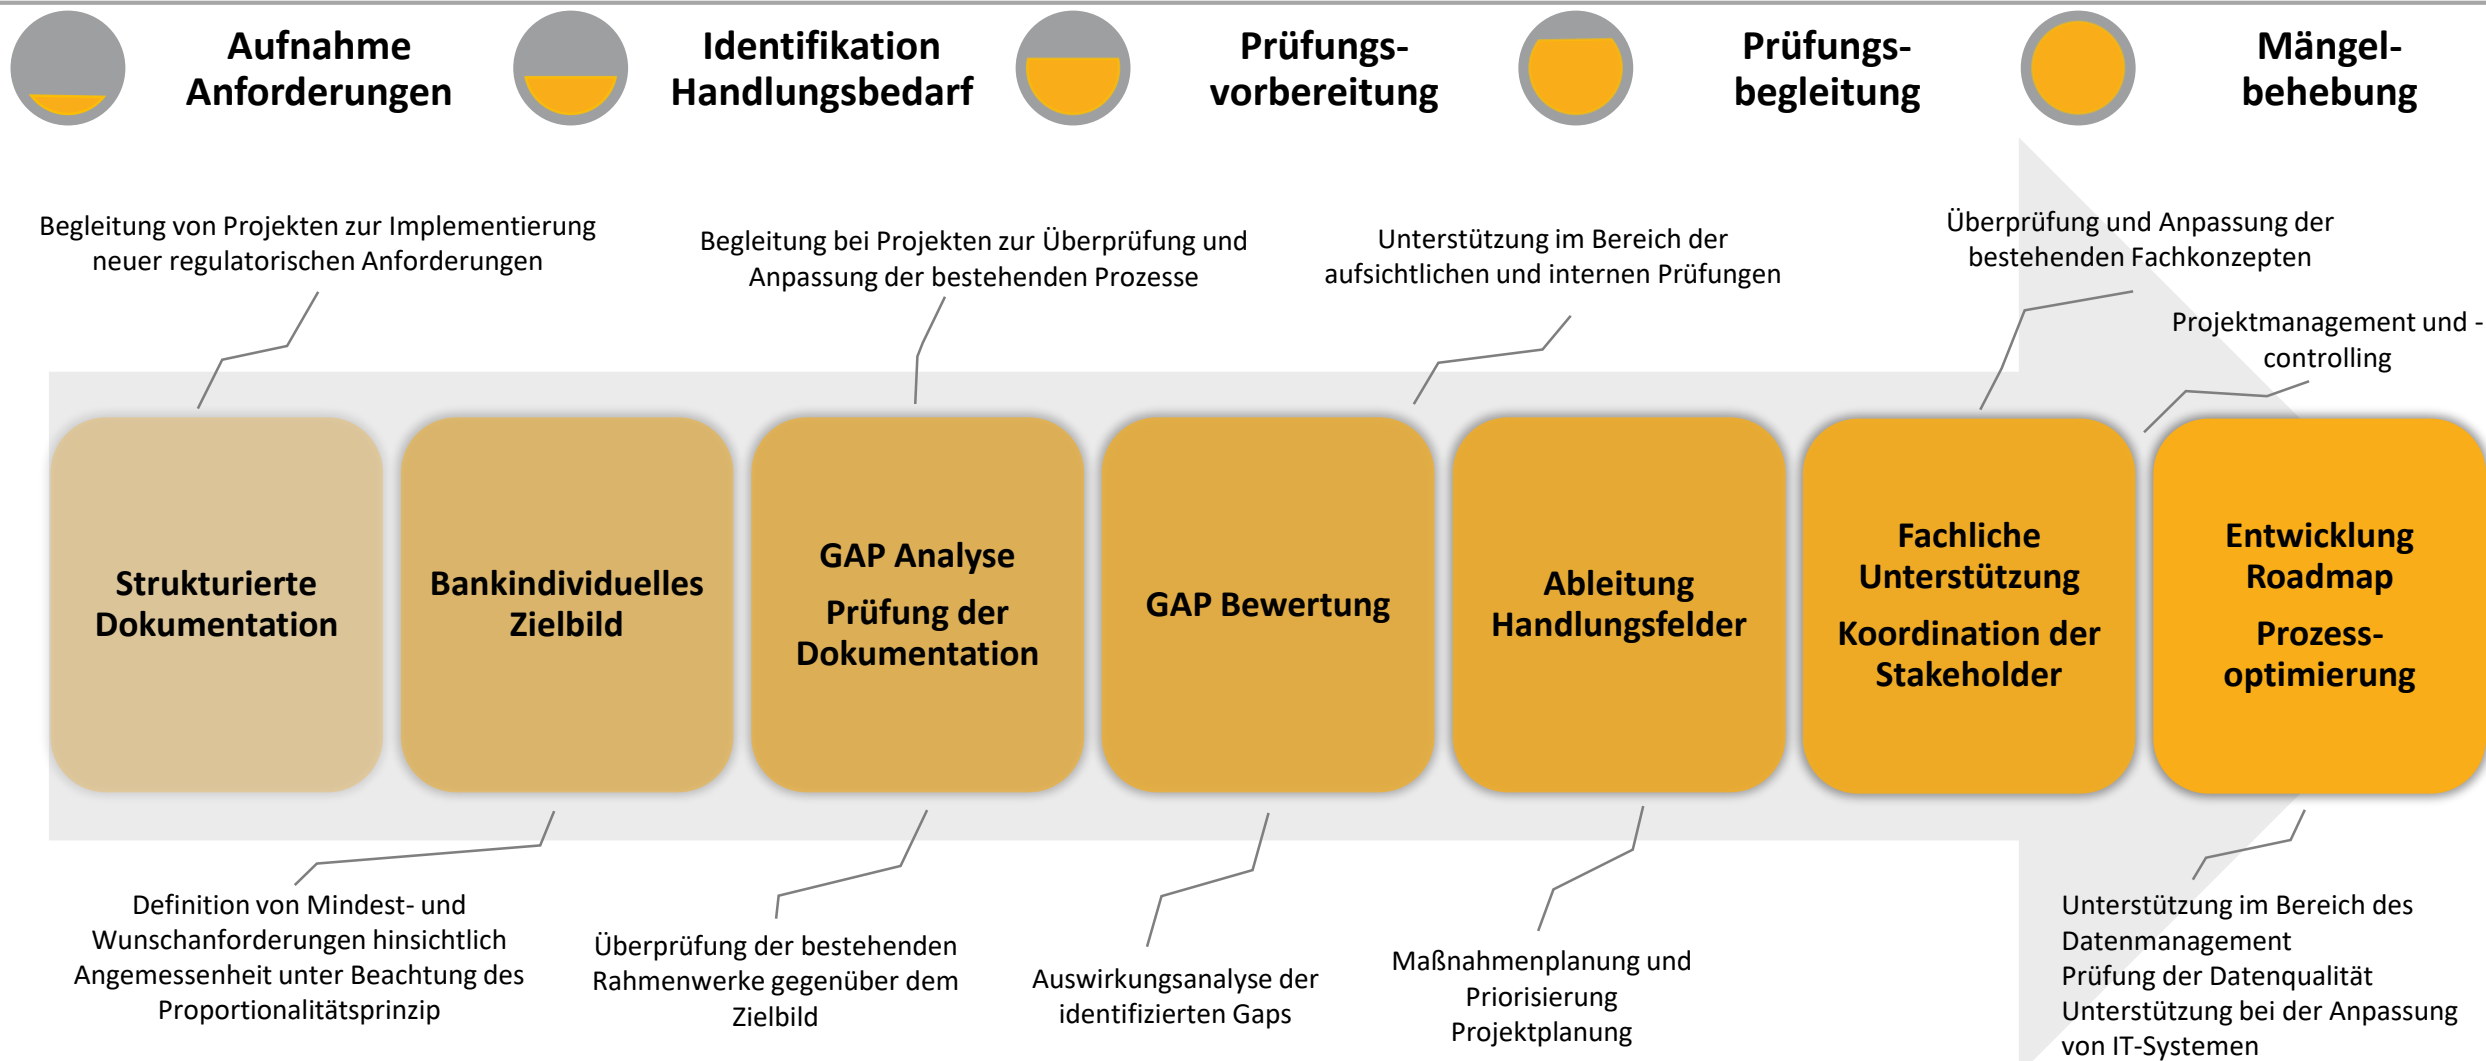 Aufnahme
Anforderungen
Identifikation
Handlungsbedarf
Prüfungs-
vorbereitung
Prüfungs-
begleitung
Mängel-
behebung
Begleitung von Projekten zur Implementierung
neuer regulatorischen Anforderungen
Begleitung bei Projekten zur Überprüfung und
Anpassung der bestehenden Prozesse
Unterstützung im Bereich der
aufsichtlichen und internen Prüfungen
Überprüfung und Anpassung der
bestehenden Fachkonzepten
Projektmanagement und -
controlling
Strukturierte
Dokumentation
Bankindividuelles
Zielbild
GAP Analyse
Prüfung der
Dokumentation
GAP Bewertung
Ableitung
Handlungsfelder
Fachliche
Unterstützung
Koordination der
Stakeholder
Entwicklung
Roadmap
Prozess-
optimierung
Definition von Mindest- und
Wunschanforderungen hinsichtlich
Angemessenheit unter Beachtung des
Proportionalitätsprinzip
Überprüfung der bestehenden
Rahmenwerke gegenüber dem
Zielbild
Auswirkungsanalyse der
identifizierten Gaps
Maßnahmenplanung und
Priorisierung
Projektplanung
Unterstützung im Bereich des
Datenmanagement
Prüfung der Datenqualität
Unterstützung bei der Anpassung
von IT-Systemen